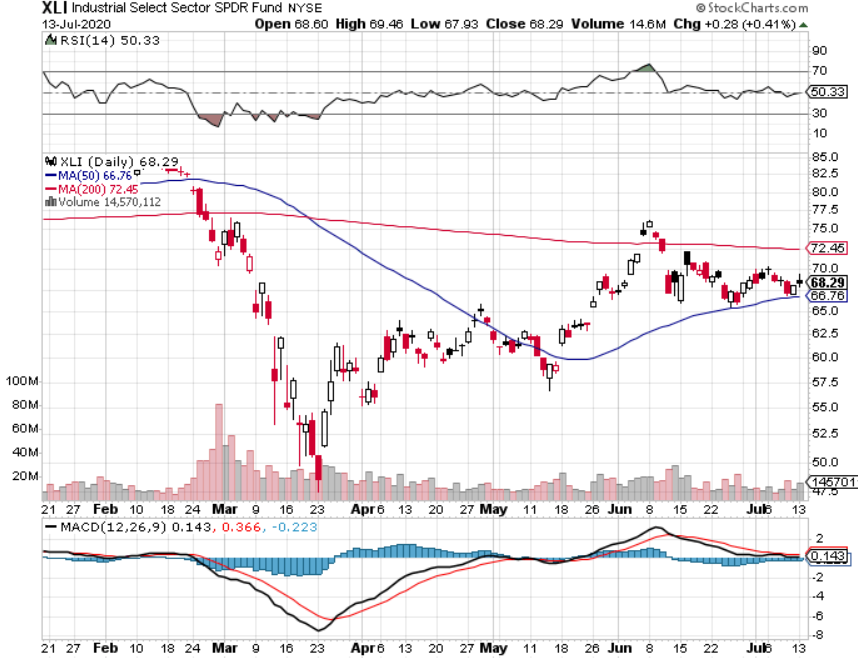 XLI Industrial Select Sector SPDR Fund NYSE © StockCharts.com
13-Jul-2020 Open 68.60 High 69.46 Low 67.93 Close 68.29 Volume 14.6M Chg +0.28 (+0.41%)
RSI(14) 50.33
90
70
50.33
30
10
XLI (Daily) 68.29
MA(50) 66.76
MA(200) 72.45
Volume 14,570,112
85.0
82.5
80.0
77.5
75.0
72.45
70.0
68.29
66.76
65.0
62.5
60.0
57.5
55.0
52.5
50.0
47.5
100M
80M
60M
40M
20M
1457011
21 27 Feb 10 18 24 Mar 9 16 23 Apr 6 13 20 27 May 11 18 26 Jun 8 15 22 Jul 6 13
MACD(12,26,9) 0.143, 0.366, -0.223
2
0.143
-2
-4
-6
-8
21 27 Feb 10 18 24 Mar 9 16 23 Apr 6 13 20 27 May 11 18 26 Jun 8 15 22 Jul 6 13